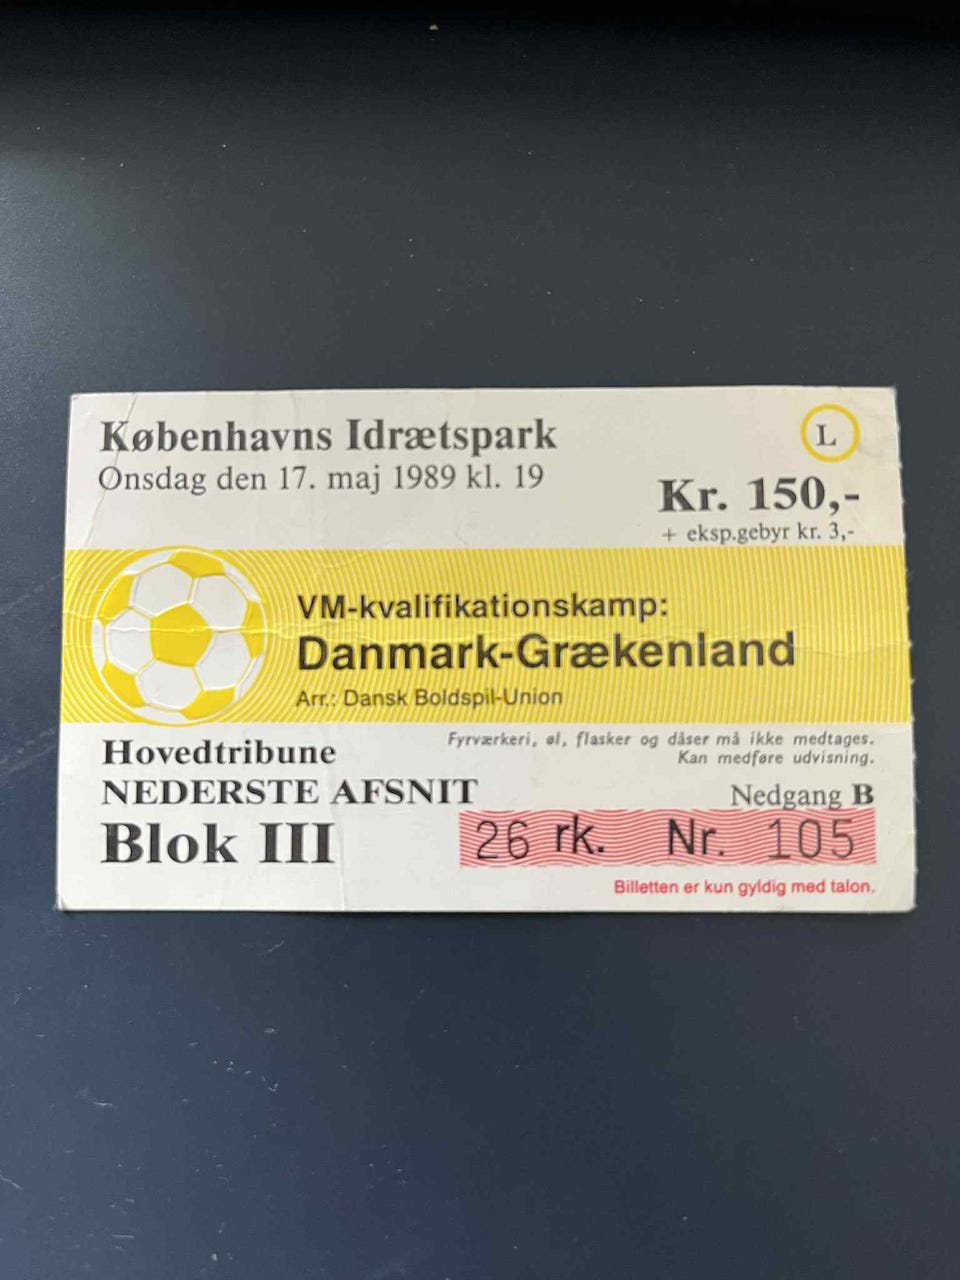 Københavns Idrætspark
L
Onsdag den 17. maj 1989 kl. 19
Kr. 150,-
+ eksp.gebyr kr. 3,-
VM-kvalifikationskamp:
Danmark-Grækenland
Arr.: Dansk Boldspil-Union
Fyrværkeri, øl, flasker og dåser må ikke medtages.
Kan medføre udvisning.
Hovedtribune
NEDERSTE AFSNIT
Nedgang B
Blok III
26 rk. Nr. 105
Billetten er kun gyldig med talon.